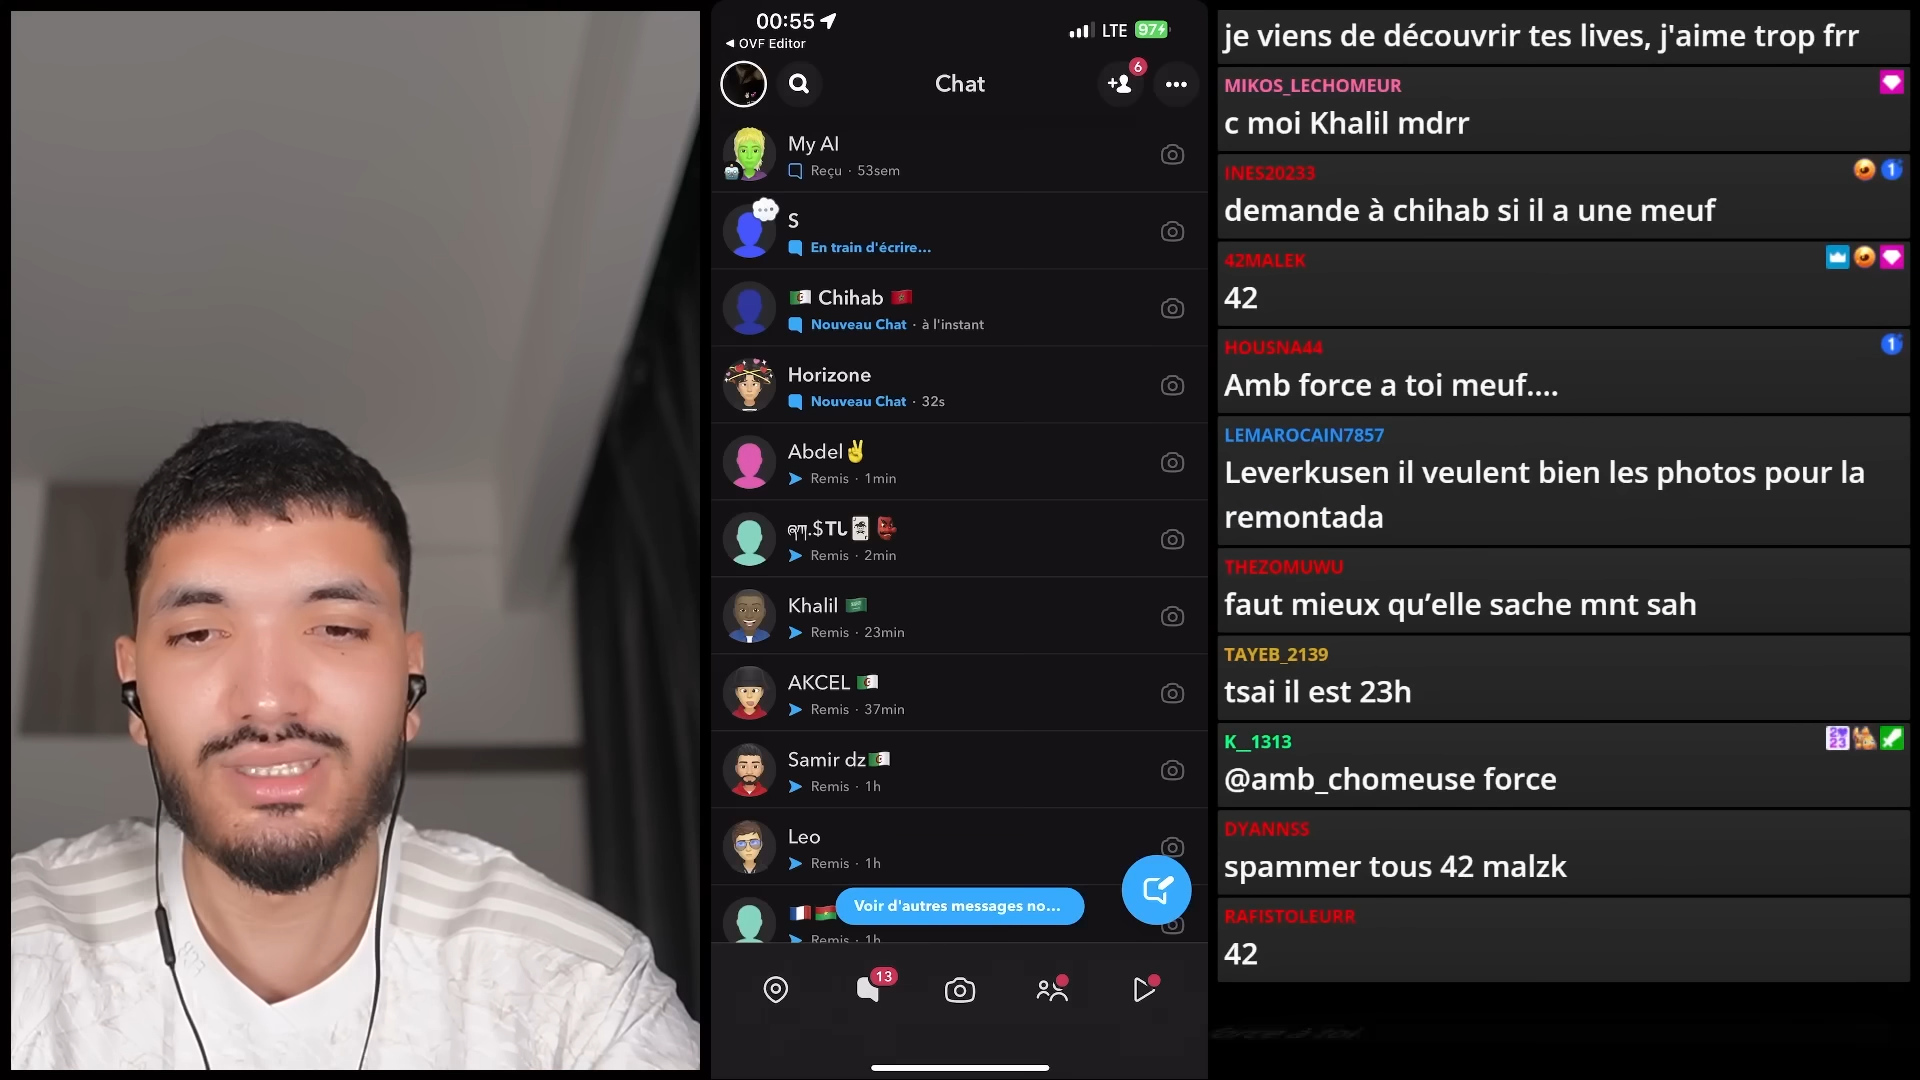 00:55
LTE
97
OVF Editor
6
Chat
My AI
Reçu · 53sem
S
En train d'écrire...
🇩🇿 Chihab 🇲🇦
Nouveau Chat · à l'instant
Horizone
Nouveau Chat · 32s
Abdel✌️
Remis · 1min
Remis · 2min
Khalil 🇸🇦
Remis · 23min
AKCEL 🇩🇿
Remis · 37min
Samir dz🇩🇿
Remis · 1h
Leo
Remis · 1h
🇫🇷🇧🇫
Voir d'autres messages no...
Remis · 1h
13
je viens de découvrir tes lives, j'aime trop frr
MIKOS_LECHOMEUR
c moi Khalil mdrr
INES20233
1
demande à chihab si il a une meuf
42MALEK
42
HOUSNA44
1
Amb force a toi meuf....
LEMAROCAIN7857
Leverkusen il veulent bien les photos pour la
remontada
THEZOMUWU
faut mieux qu’elle sache mnt sah
TAYEB_2139
tsai il est 23h
K__1313
@amb_chomeuse force
DYANNSS
spammer tous 42 malzk
RAFISTOLEURR
42